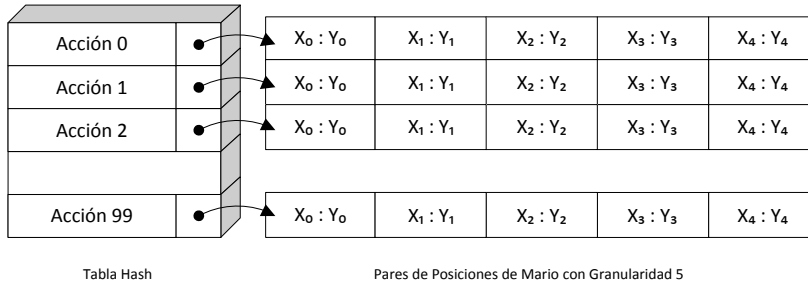 Acción 0 X₀ : Y₀ X₁ : Y₁ X₂ : Y₂ X₃ : Y₃ X₄ : Y₄
Acción 1 X₀ : Y₀ X₁ : Y₁ X₂ : Y₂ X₃ : Y₃ X₄ : Y₄
Acción 2 X₀ : Y₀ X₁ : Y₁ X₂ : Y₂ X₃ : Y₃ X₄ : Y₄
Acción 99 X₀ : Y₀ X₁ : Y₁ X₂ : Y₂ X₃ : Y₃ X₄ : Y₄
Tabla Hash Pares de Posiciones de Mario con Granularidad 5